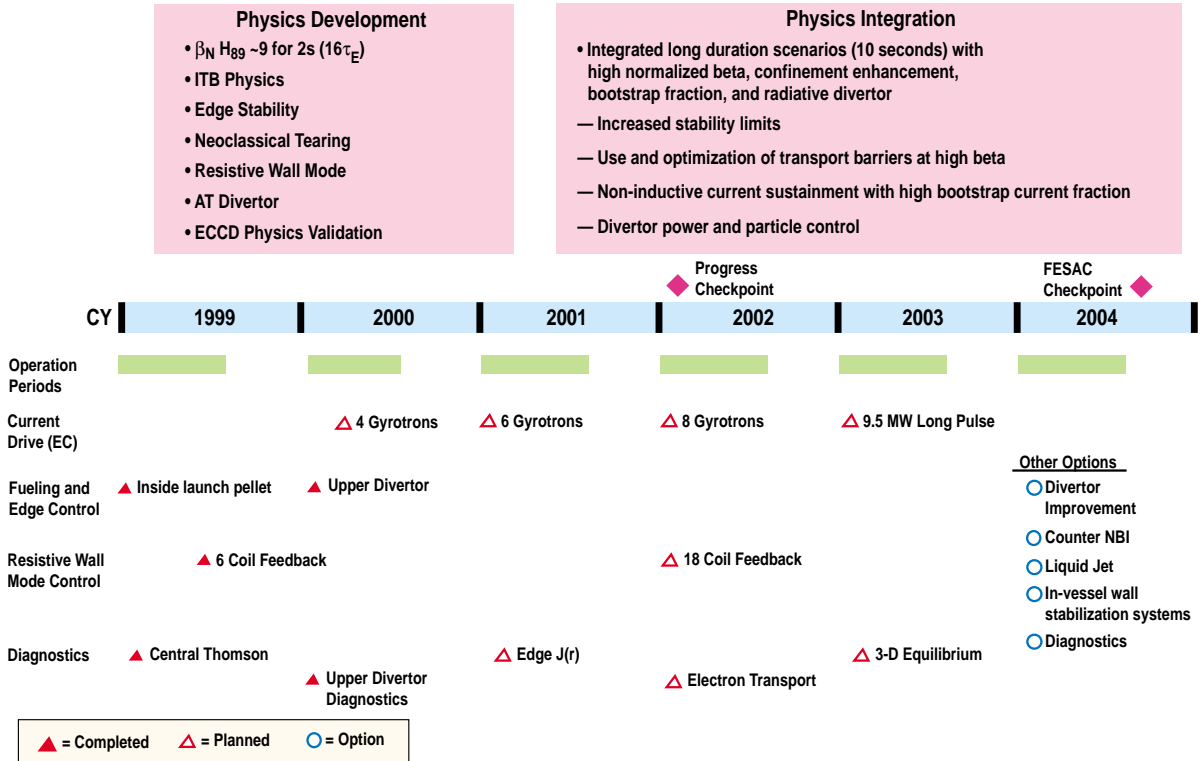 Physics Development
• βN H89 ~9 for 2s (16τE)
• ITB Physics
• Edge Stability
• Neoclassical Tearing
• Resistive Wall Mode
• AT Divertor
• ECCD Physics Validation
Physics Integration
• Integrated long duration scenarios (10 seconds) with
high normalized beta, confinement enhancement,
bootstrap fraction, and radiative divertor
— Increased stability limits
— Use and optimization of transport barriers at high beta
— Non-inductive current sustainment with high bootstrap current fraction
— Divertor power and particle control
Progress
Checkpoint
FESAC
Checkpoint
CY 1999 2000 2001 2002 2003 2004
Operation
Periods
Current
Drive (EC)
4 Gyrotrons
6 Gyrotrons
8 Gyrotrons
9.5 MW Long Pulse
Fueling and
Edge Control
Inside launch pellet
Upper Divertor
Resistive Wall
Mode Control
6 Coil Feedback
18 Coil Feedback
Diagnostics
Central Thomson
Upper Divertor
Diagnostics
Edge J(r)
Electron Transport
3-D Equilibrium
Other Options
Divertor
Improvement
Counter NBI
Liquid Jet
In-vessel wall
stabilization systems
Diagnostics
= Completed
= Planned
= Option